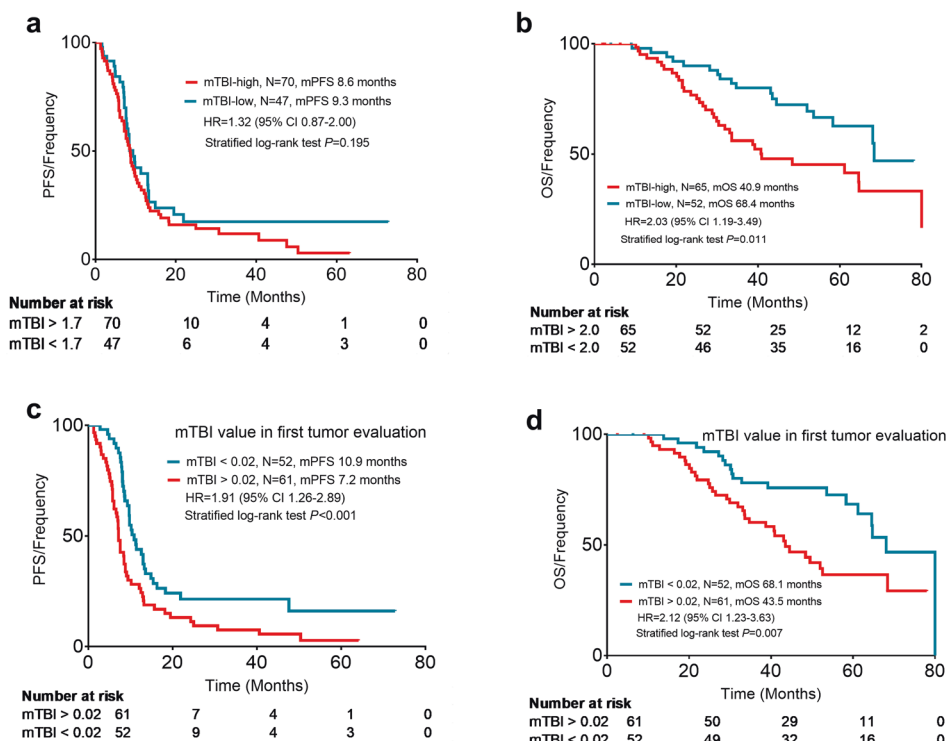 a
100
50
0
PFS/Frequency
mTBI-high, N=70, mPFS 8.6 months
mTBI-low, N=47, mPFS 9.3 months
HR=1.32 (95% CI 0.87-2.00)
Stratified log-rank test P=0.195
0 20 40 60 80
Time (Months)
Number at risk
mTBI > 1.7 70 10 4 1 0
mTBI < 1.7 47 6 4 3 0
b
100
50
0
OS/Frequency
mTBI-high, N=65, mOS 40.9 months
mTBI-low, N=52, mOS 68.4 months
HR=2.03 (95% CI 1.19-3.49)
Stratified log-rank test P=0.011
0 20 40 60 80
Time (Months)
Number at risk
mTBI > 2.0 65 52 25 12 2
mTBI < 2.0 52 46 35 16 0
c
mTBI value in first tumor evaluation
100
50
0
PFS/Frequency
mTBI < 0.02, N=52, mPFS 10.9 months
mTBI > 0.02, N=61, mPFS 7.2 months
HR=1.91 (95% CI 1.26-2.89)
Stratified log-rank test P<0.001
0 20 40 60 80
Time (Months)
Number at risk
mTBI > 0.02 61 7 4 1 0
mTBI < 0.02 52 9 4 3 0
d
mTBI value in first tumor evaluation
100
50
0
OS/Frequency
mTBI < 0.02, N=52, mOS 68.1 months
mTBI > 0.02, N=61, mOS 43.5 months
HR=2.12 (95% CI 1.23-3.63)
Stratified log-rank test P=0.007
0 20 40 60 80
Time (Months)
Number at risk
mTBI > 0.02 61 50 29 11 0
mTBI < 0.02 52 49 32 16 0